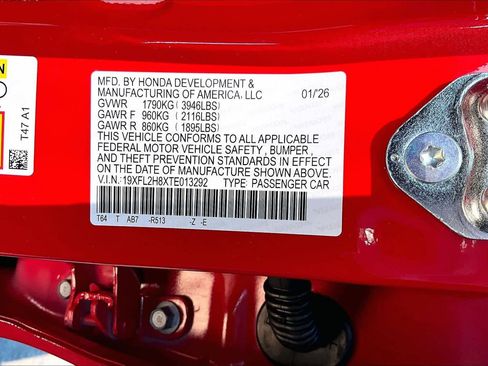 MFD. BY HONDA DEVELOPMENT &
MANUFACTURING OF AMERICA, LLC 01/26
GVWR 1790KG ( 3946LBS)
GAWR F 960KG ( 2116LBS)
GAWR R 860KG ( 1895LBS)
THIS VEHICLE CONFORMS TO ALL APPLICABLE
FEDERAL MOTOR VEHICLE SAFETY , BUMPER,
AND THEFT PREVENTION STANDARDS IN EFFECT
ON THE DATE OF MANUFACTURE SHOWN ABOVE.
V.I.N.: 19XFL2H8XTE013292 TYPE: PASSENGER CAR
T64 T AB7 -R513 -Z -E
T47 A1